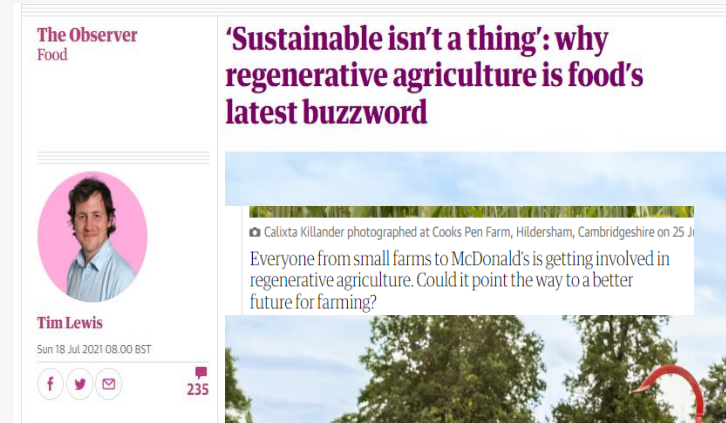 The Observer
Food
‘Sustainable isn’t a thing’: why
regenerative agriculture is food’s
latest buzzword
Calixta Killander photographed at Cooks Pen Farm, Hildersham, Cambridgeshire on 25
Everyone from small farms to McDonald’s is getting involved in
regenerative agriculture. Could it point the way to a better
future for farming?
Tim Lewis
Sun 18 Jul 2021 08.00 BST
235